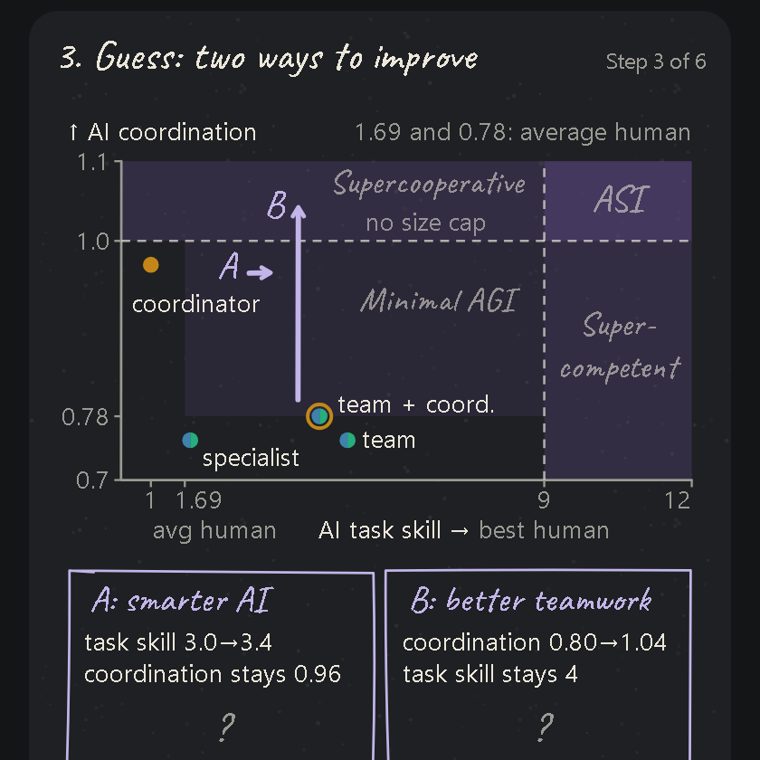 3. Guess: two ways to improve
Step 3 of 6
↑ AI coordination
1.69 and 0.78: average human
1.1
Supercooperative
no size cap
ASI
B
1.0
A
coordinator
Minimal AGI
Super-
competent
0.78
team + coord.
team
specialist
0.7
1
1.69
9
12
avg human
AI task skill → best human
A: smarter AI
task skill 3.0→3.4
coordination stays 0.96
?
B: better teamwork
coordination 0.80→1.04
task skill stays 4
?